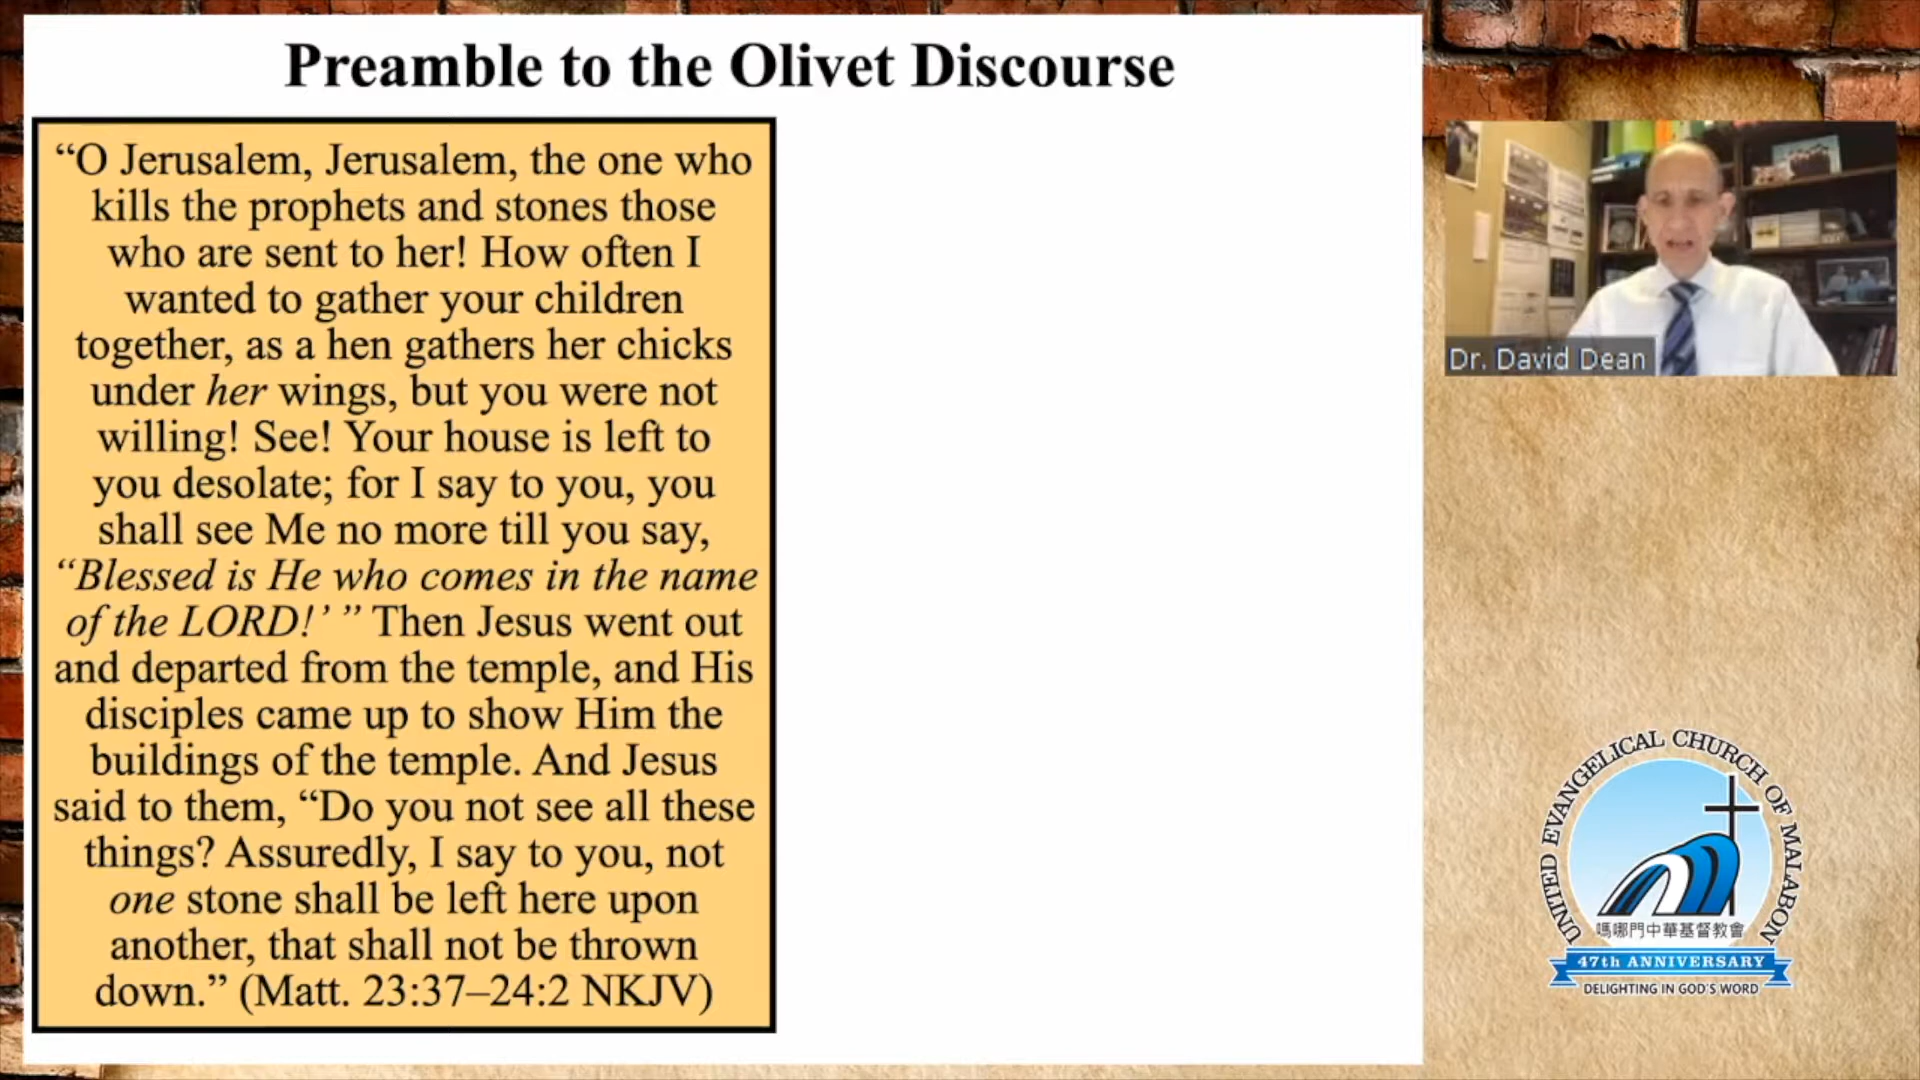 Preamble to the Olivet Discourse
“O Jerusalem, Jerusalem, the one who
kills the prophets and stones those
who are sent to her! How often I
wanted to gather your children
together, as a hen gathers her chicks
under her wings, but you were not
willing! See! Your house is left to
you desolate; for I say to you, you
shall see Me no more till you say,
“Blessed is He who comes in the name
of the LORD!’ ” Then Jesus went out
and departed from the temple, and His
disciples came up to show Him the
buildings of the temple. And Jesus
said to them, “Do you not see all these
things? Assuredly, I say to you, not
one stone shall be left here upon
another, that shall not be thrown
down.” (Matt. 23:37–24:2 NKJV)
Dr. David Dean
UNITED EVANGELICAL CHURCH OF MALABON
嗎哪門中華基督教會
47th ANNIVERSARY
DELIGHTING IN GOD'S WORD